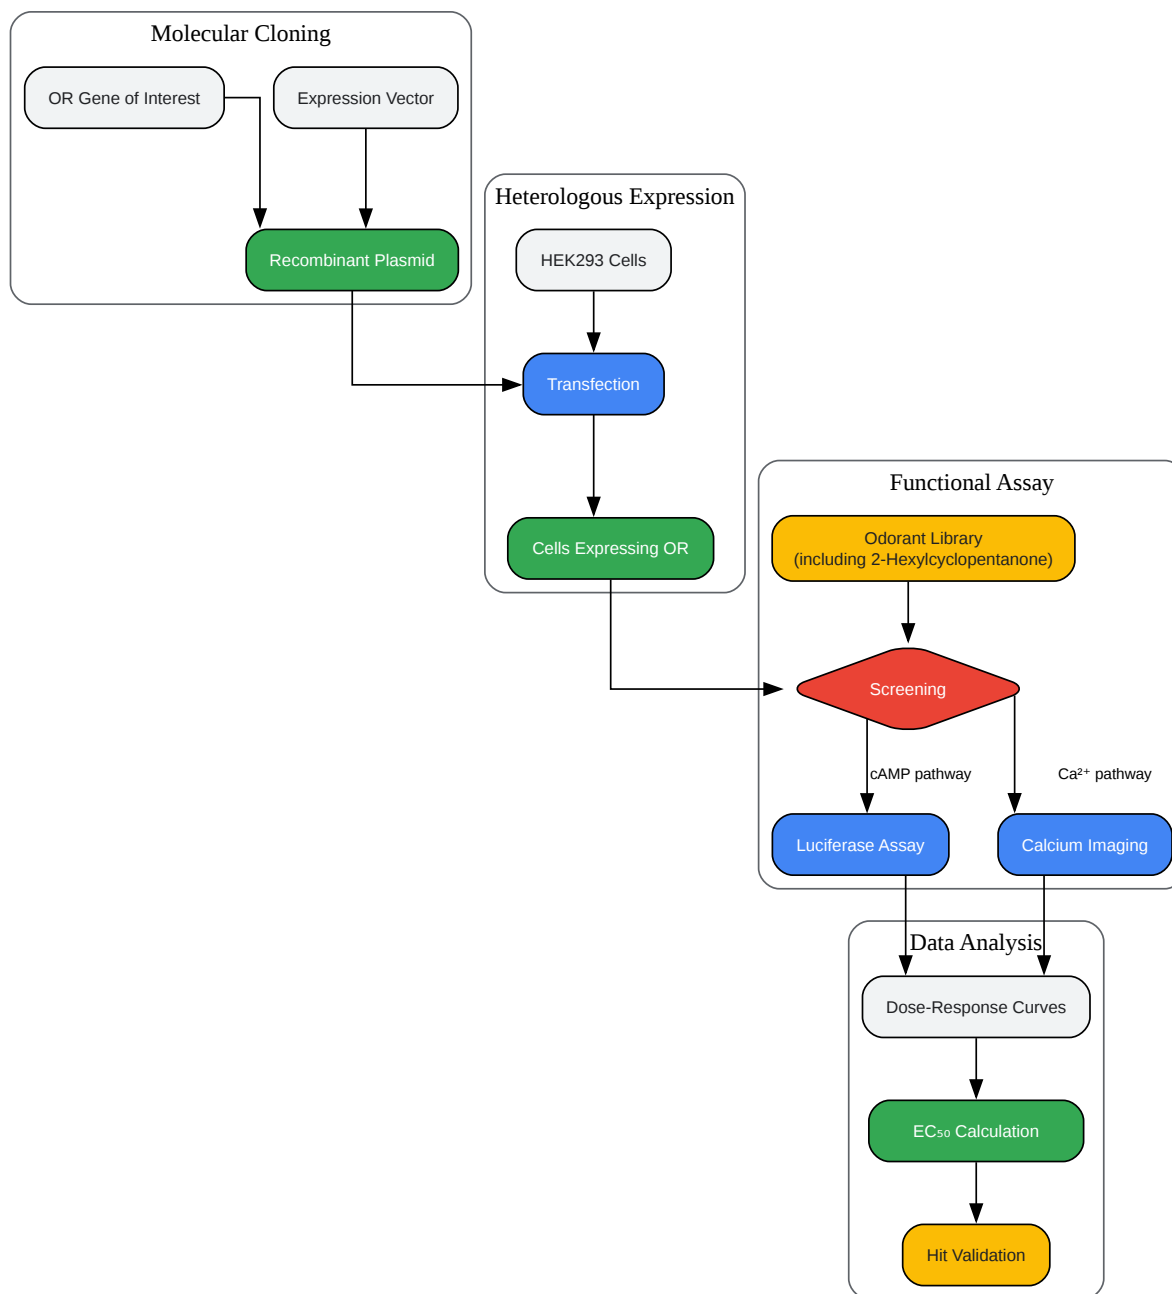 Molecular Cloning
OR Gene of Interest
Expression Vector
Recombinant Plasmid
Heterologous Expression
HEK293 Cells
Transfection
Cells Expressing OR
Functional Assay
Odorant Library
(including 2-Hexylcyclopentanone)
Screening
cAMP pathway
Ca²⁺ pathway
Luciferase Assay
Calcium Imaging
Data Analysis
Dose-Response Curves
EC₅₀ Calculation
Hit Validation